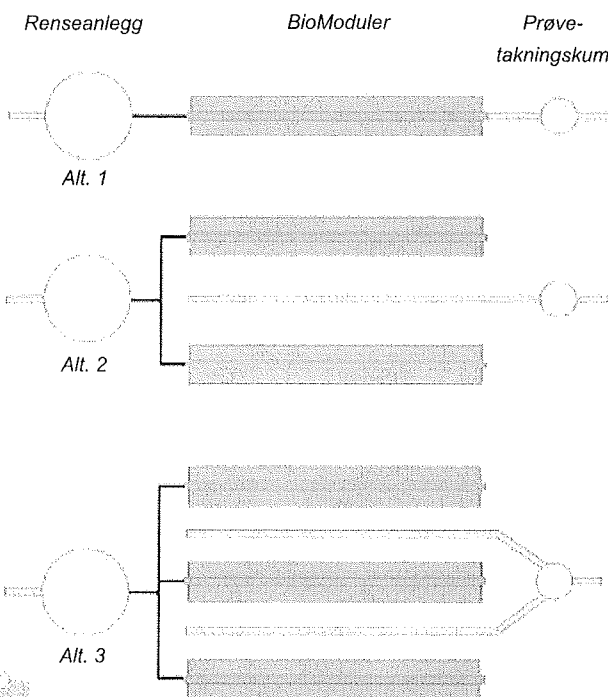 Renseanlegg
BioModuler
Prøve-
takningskum
Alt. 1
Alt. 2
Alt. 3